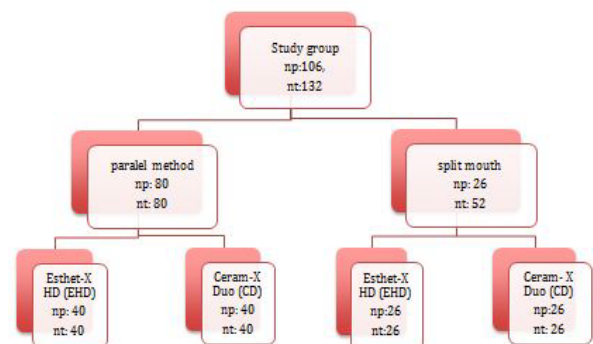 Study group
np:106,
nt:132
paralel method
np: 80
nt: 80
split mouth
np: 26
nt: 52
Esthet-X
HD (EHD)
np: 40
nt: 40
Ceram-X
Duo (CD)
np: 40
nt: 40
Esthet-X
HD (EHD)
np:26
nt:26
Ceram- X
Duo (CD)
np:26
nt: 26